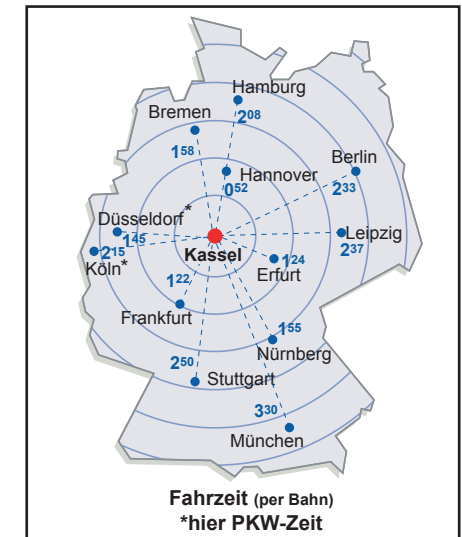 Hamburg
2⁰⁸
Bremen
1⁵⁸
Berlin
2³³
Hannover
0⁵²
Düsseldorf*
1⁴⁵
Leipzig
2³⁷
2¹⁵
Köln*
Kassel
1²⁴
Erfurt
1²²
Frankfurt
1⁵⁵
Nürnberg
2⁵⁰
Stuttgart
3³⁰
München
Fahrzeit (per Bahn)
*hier PKW-Zeit